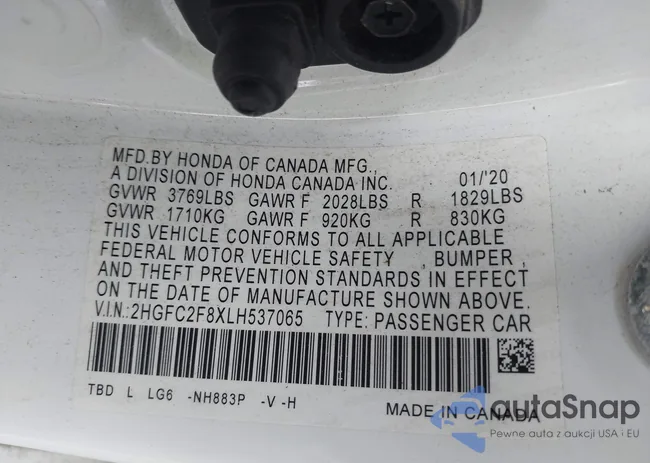 MFD.BY HONDA OF CANADA MFG.,
A DIVISION OF HONDA CANADA INC. 01/'20
GVWR 3769LBS GAWR F 2028LBS R 1829LBS
GVWR 1710KG GAWR F 920KG R 830KG
THIS VEHICLE CONFORMS TO ALL APPLICABLE
FEDERAL MOTOR VEHICLE SAFETY , BUMPER ,
AND THEFT PREVENTION STANDARDS IN EFFECT
ON THE DATE OF MANUFACTURE SHOWN ABOVE.
V.I.N.:2HGFC2F8XLH537065 TYPE: PASSENGER CAR
TBD L LG6 -NH883P -V -H
MADE IN CANADA
autaSnap
Pewne auta z aukcji USA i EU